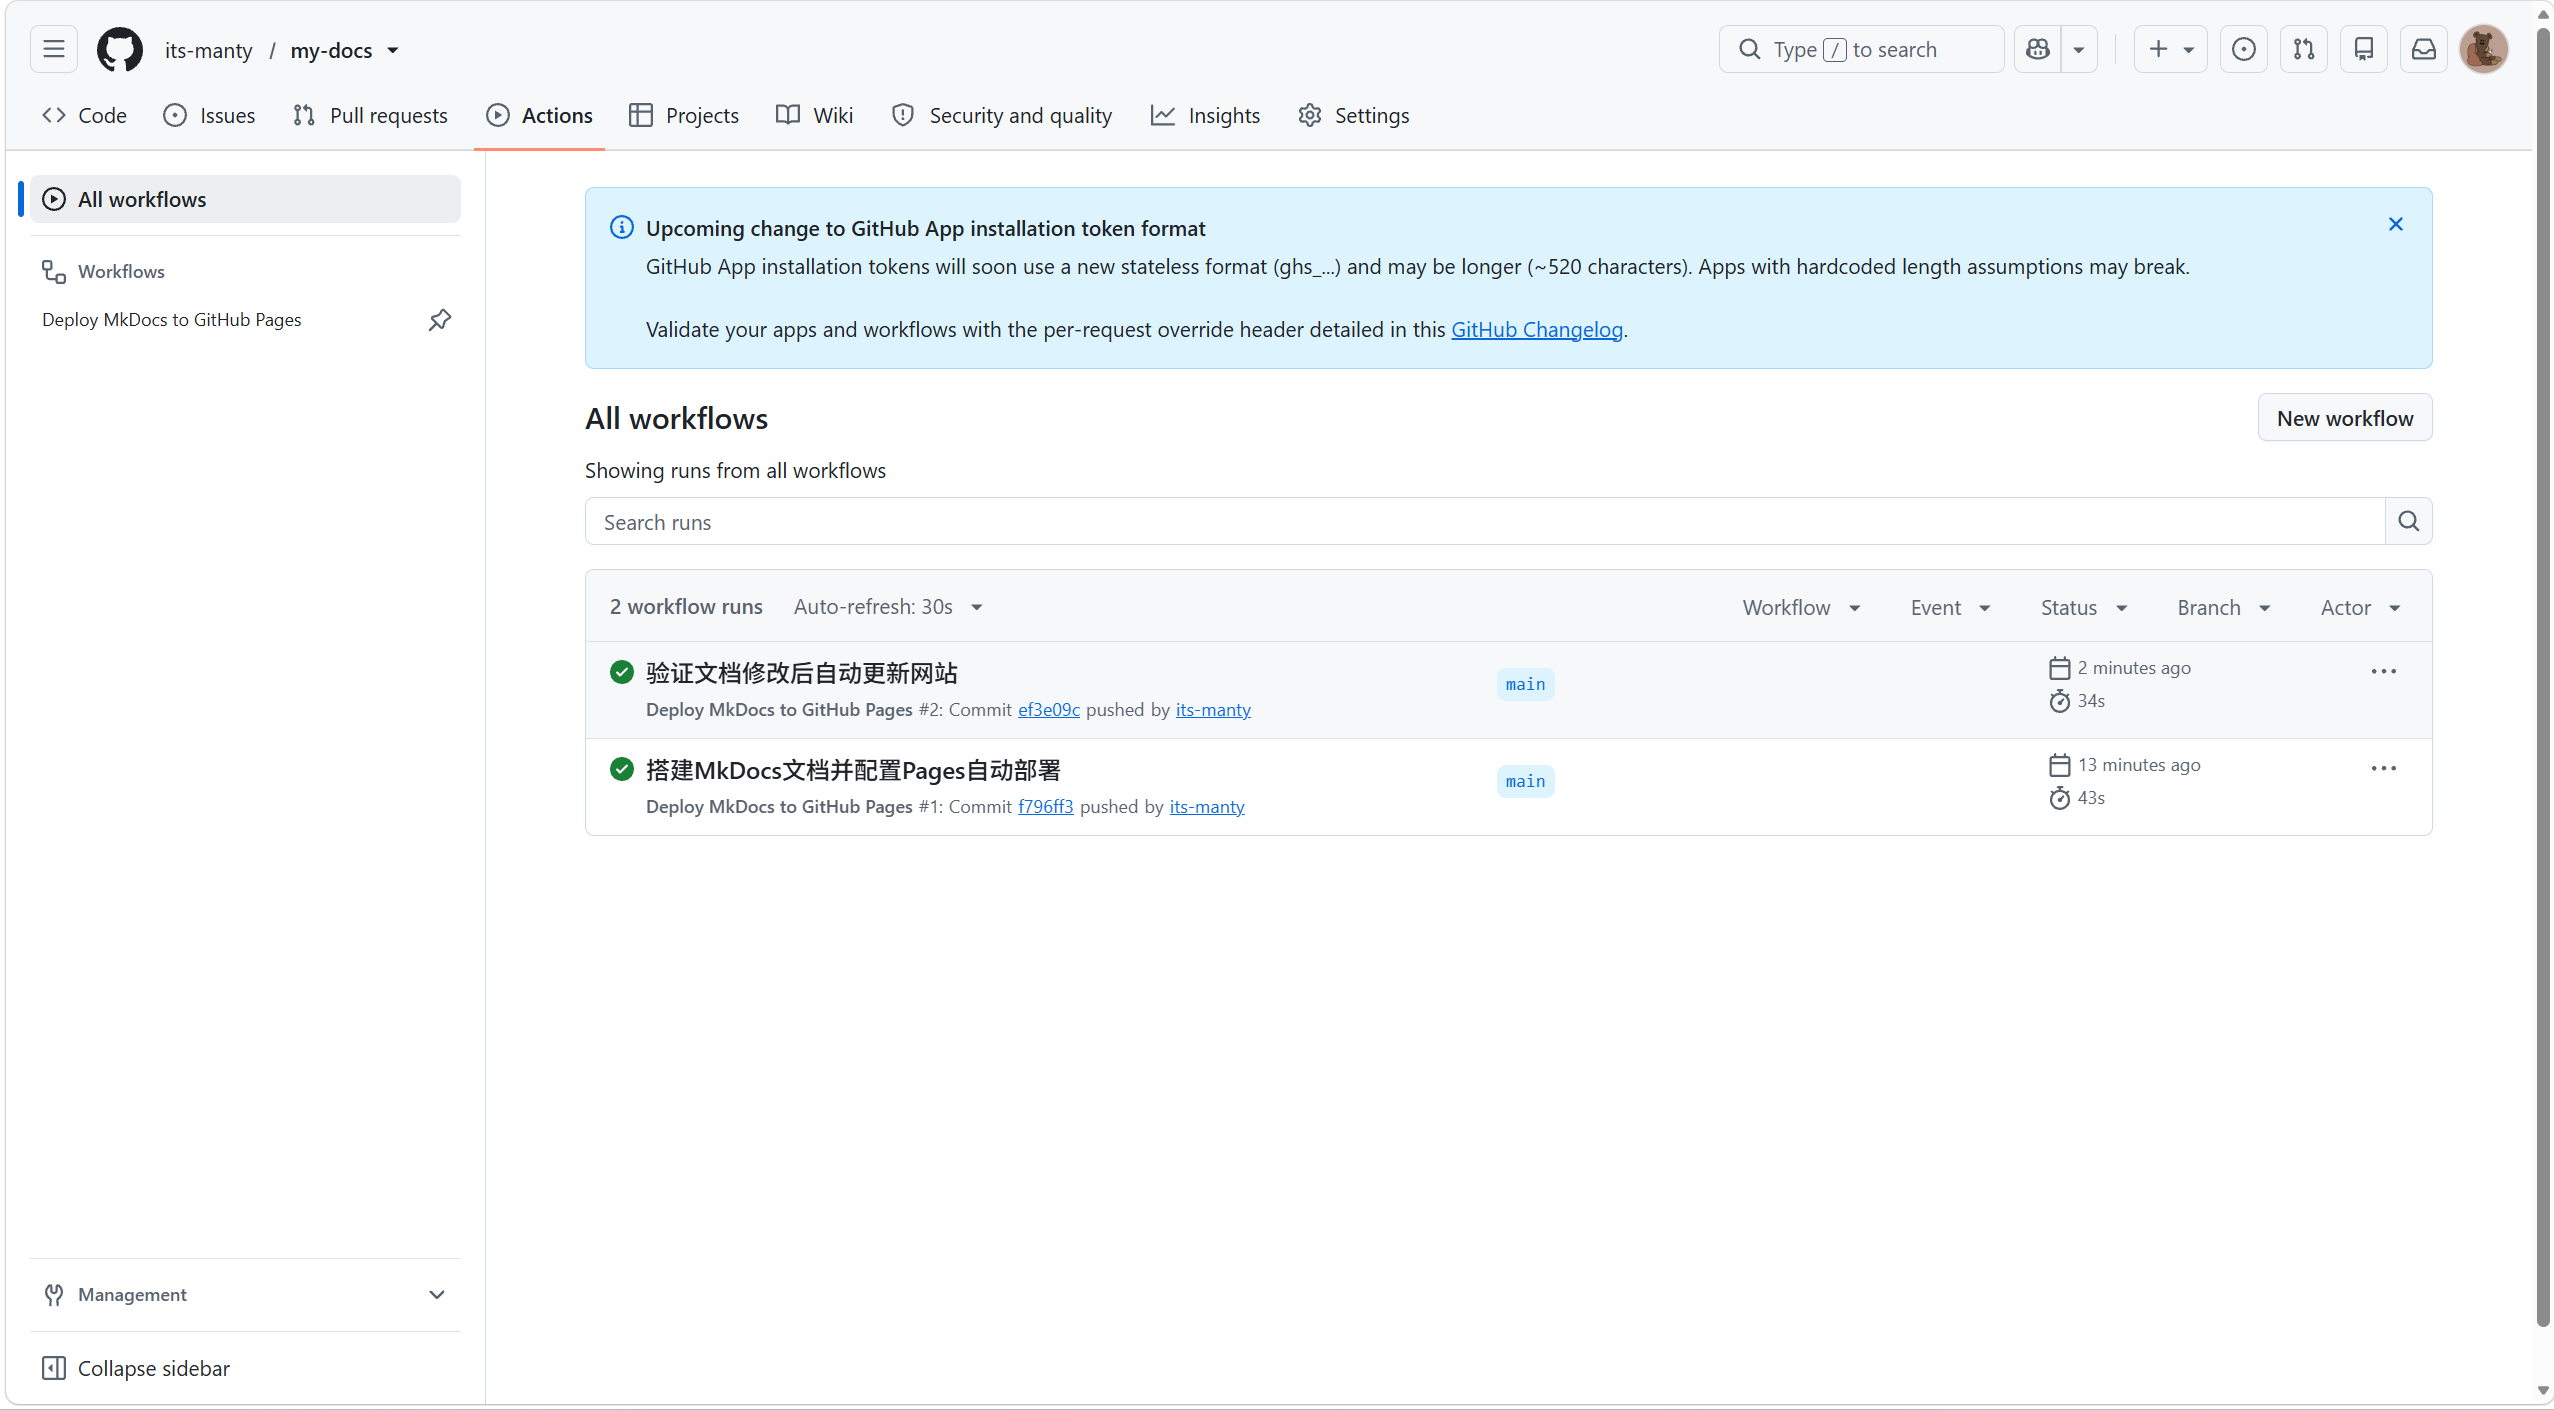 its-manty / my-docs
Type / to search
Code
Issues
Pull requests
Actions
Projects
Wiki
Security and quality
Insights
Settings
All workflows
Workflows
Deploy MkDocs to GitHub Pages
Management
Collapse sidebar
Upcoming change to GitHub App installation token format
GitHub App installation tokens will soon use a new stateless format (ghs_...) and may be longer (~520 characters). Apps with hardcoded length assumptions may break.
Validate your apps and workflows with the per-request override header detailed in this GitHub Changelog.
All workflows
New workflow
Showing runs from all workflows
Search runs
2 workflow runs
Auto-refresh: 30s
Workflow
Event
Status
Branch
Actor
验证文档修改后自动更新网站
Deploy MkDocs to GitHub Pages #2: Commit ef3e09c pushed by its-manty
main
2 minutes ago
34s
搭建MkDocs文档并配置Pages自动部署
Deploy MkDocs to GitHub Pages #1: Commit f796ff3 pushed by its-manty
main
13 minutes ago
43s